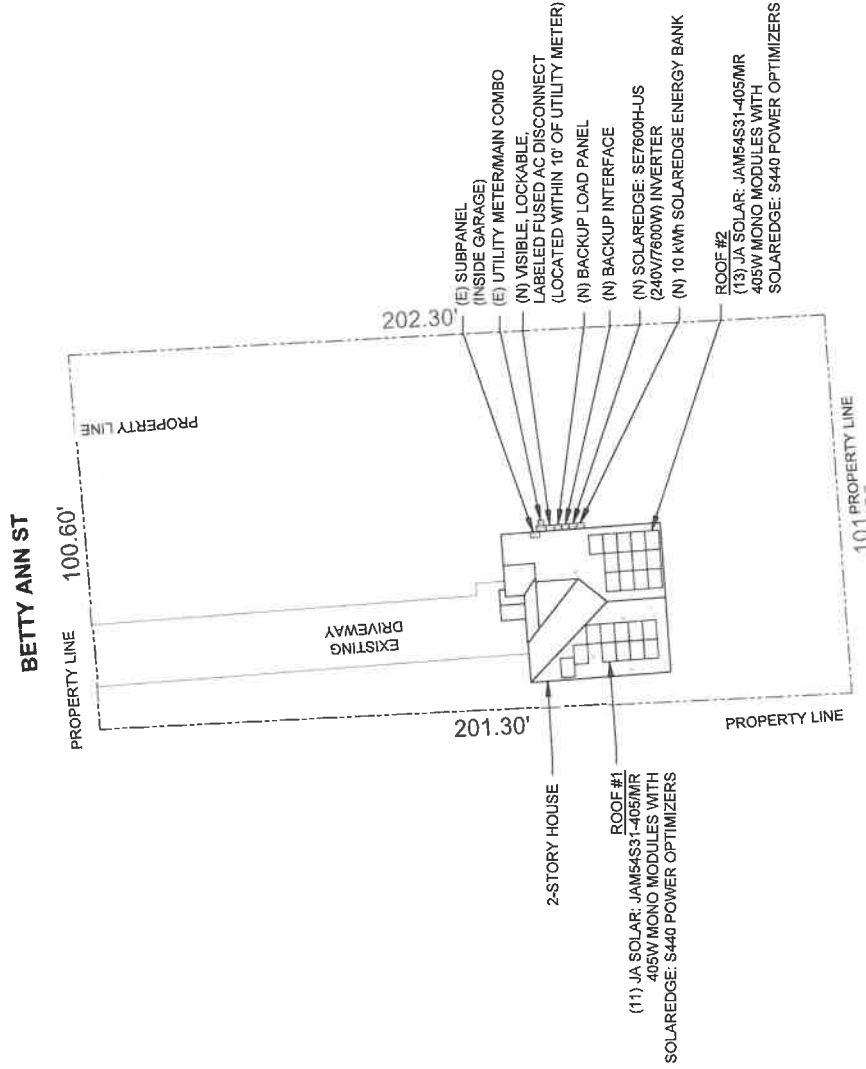 BETTY ANN ST
100.60'
PROPERTY LINE
PROPERTY LINE
EXISTING
DRIVEWAY
202.30'
201.30'
(E) SUBPANEL
(INSIDE GARAGE)
(E) UTILITY METER/MAIN COMBO
(N) VISIBLE, LOCKABLE,
LABELED FUSED AC DISCONNECT
(LOCATED WITHIN 10' OF UTILITY METER)
(N) BACKUP LOAD PANEL
(N) BACKUP INTERFACE
(N) SOLAREDGE: SE7600H-US
(240V/7600W) INVERTER
(N) 10 kWh SOLAREDGE ENERGY BANK
ROOF #2
(13) JA SOLAR: JAM54S31-405/MR
405W MONO MODULES WITH
SOLAREDGE: S440 POWER OPTIMIZERS
2-STORY HOUSE
ROOF #1
(11) JA SOLAR: JAM54S31-405/MR
405W MONO MODULES WITH
SOLAREDGE: S440 POWER OPTIMIZERS
PROPERTY LINE
PROPERTY LINE